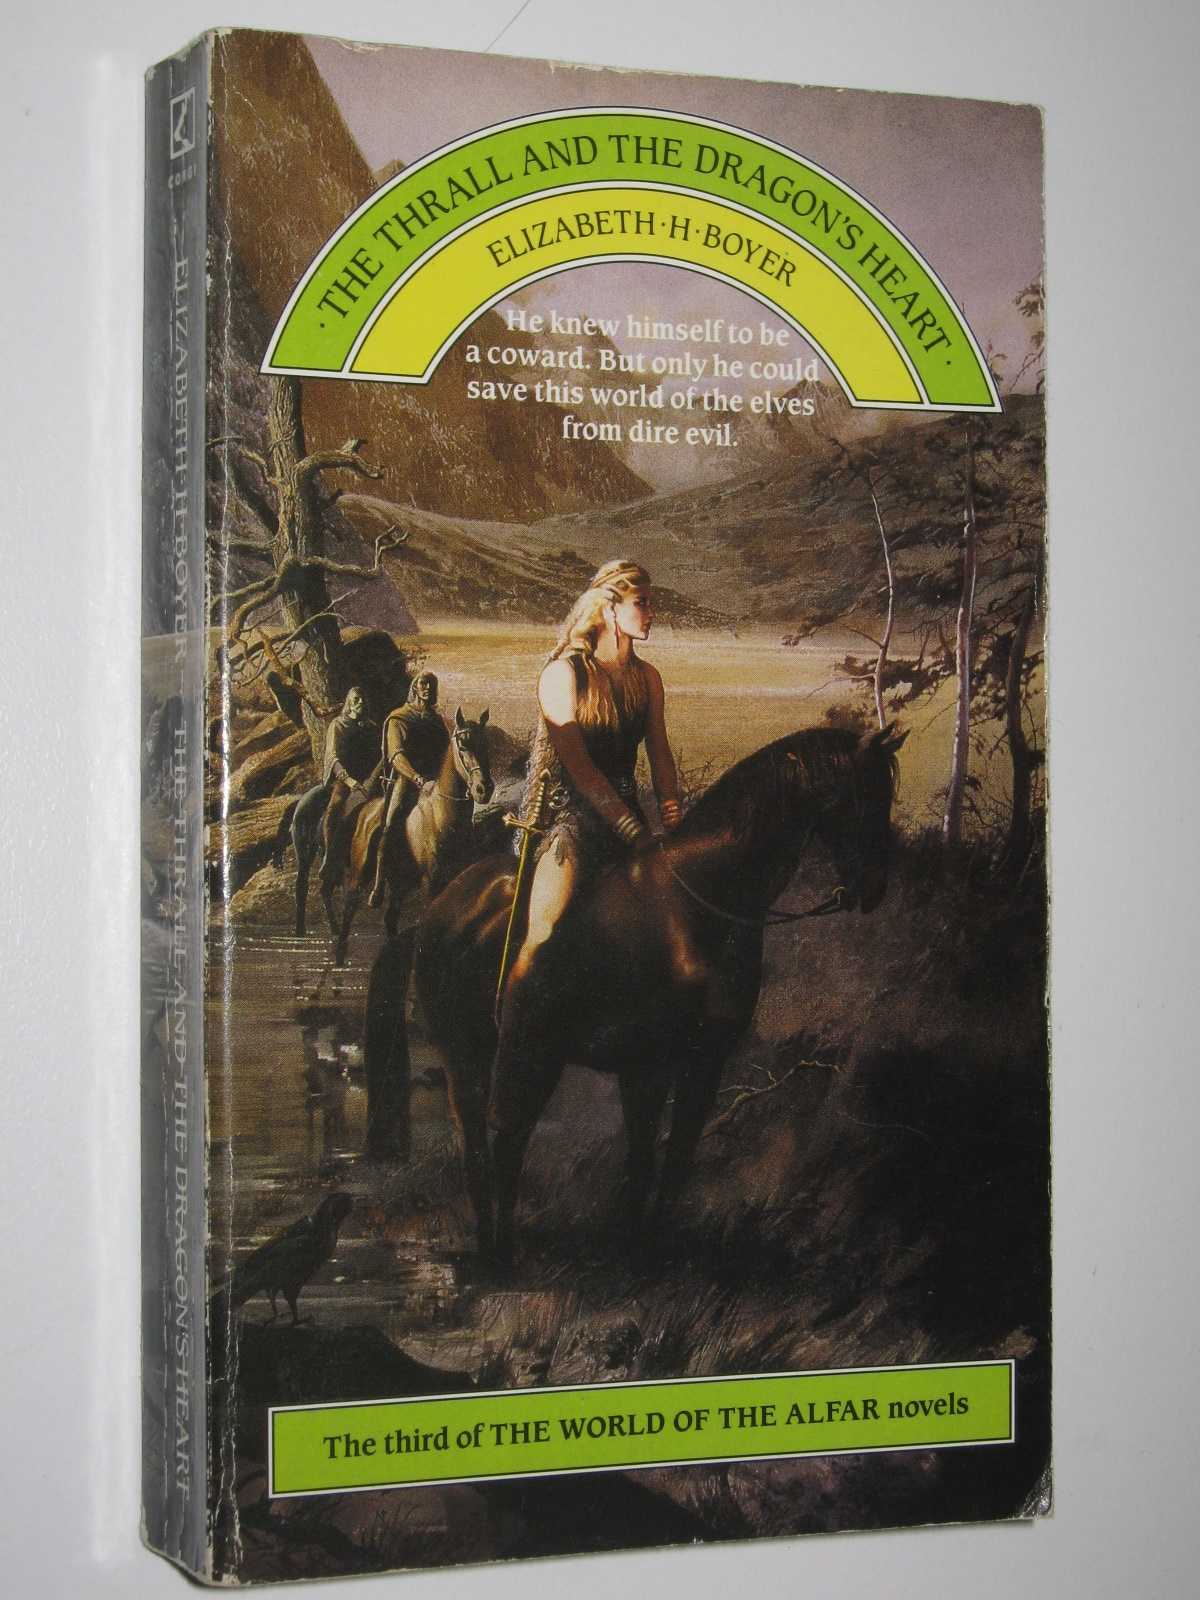 · THE THRALL AND THE DRAGON'S HEART ·
ELIZABETH · H · BOYER
He knew himself to be
a coward. But only he could
save this world of the elves
from dire evil.
The third of THE WORLD OF THE ALFAR novels
CORGI
ELIZABETH · H · BOYER THE THRALL AND THE DRAGON'S HEART